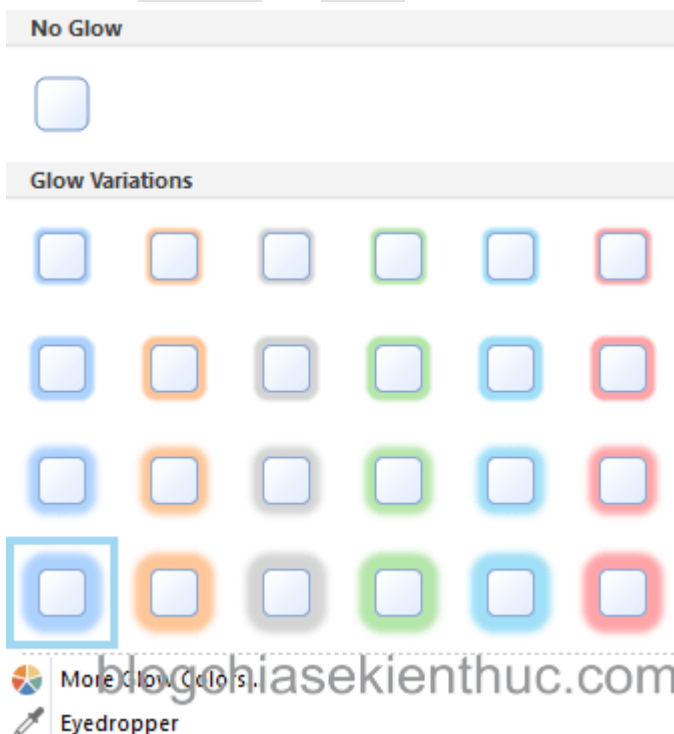 No Glow
Glow Variations
More Glow Colors...
blogchiasekienthuc.com
Eyedropper